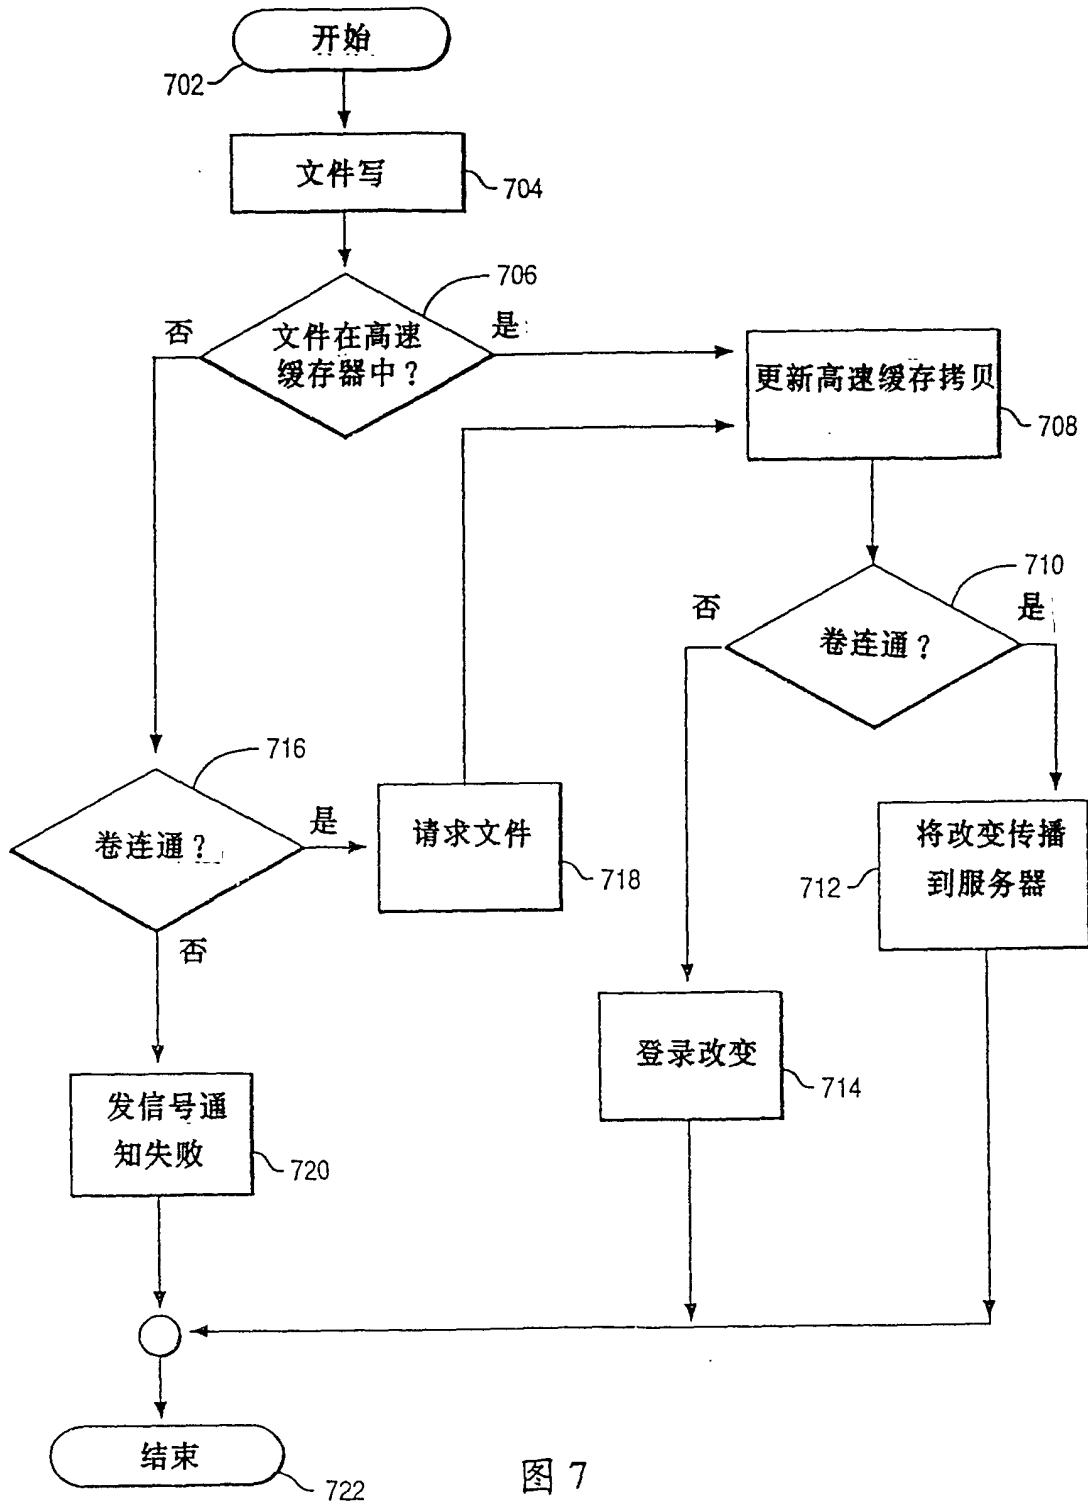 开始
702
文件写
704
706
否
是
文件在高速
缓存器中？
更新高速缓存拷贝
708
710
否
是
卷连通？
716
卷连通？
是
请求文件
718
将改变传播
到服务器
712
否
登录改变
714
发信号通
知失败
720
结束
722
图 7